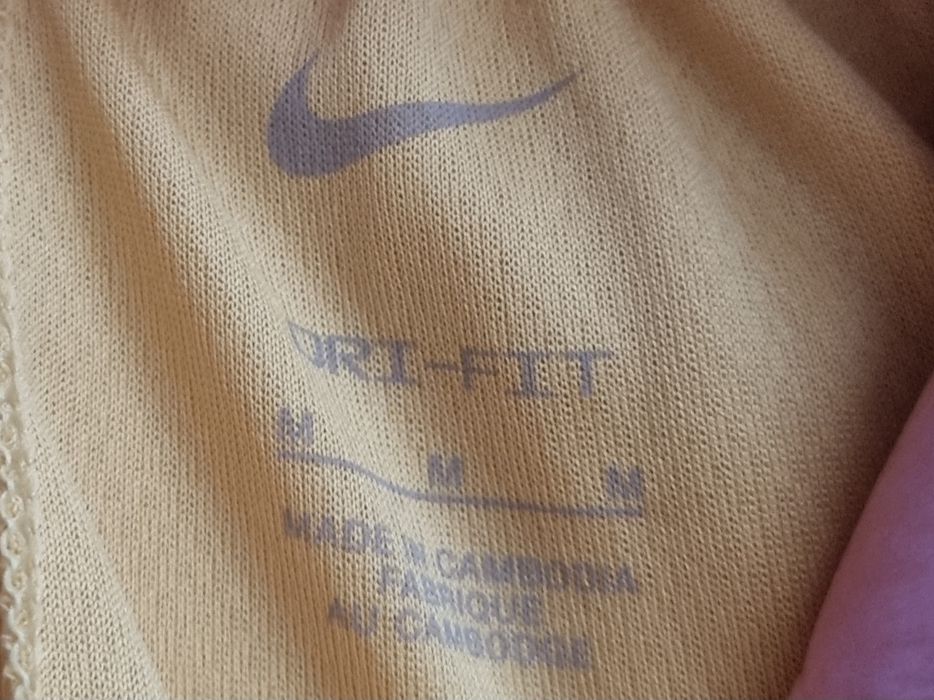 DRI-FIT
M M M
MADE IN CAMBODIA
FABRIQUE
AU CAMBODGE